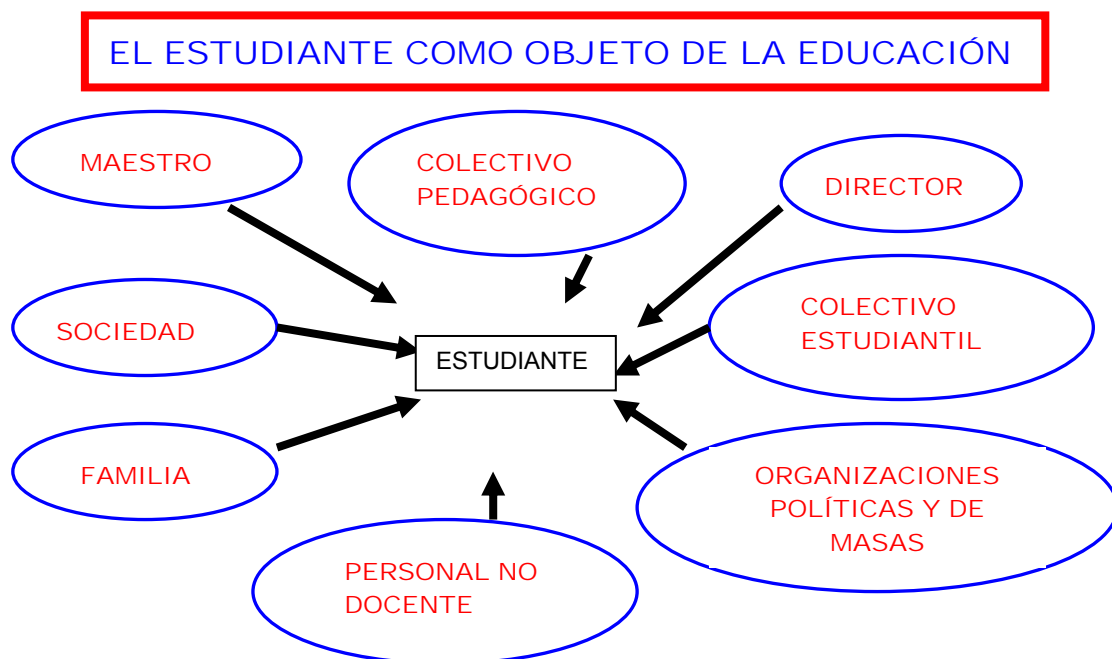 EL ESTUDIANTE COMO OBJETO DE LA EDUCACIÓN
MAESTRO
COLECTIVO
PEDAGÓGICO
DIRECTOR
SOCIEDAD
COLECTIVO
ESTUDIANTIL
ESTUDIANTE
FAMILIA
ORGANIZACIONES
POLÍTICAS Y DE
MASAS
PERSONAL NO
DOCENTE